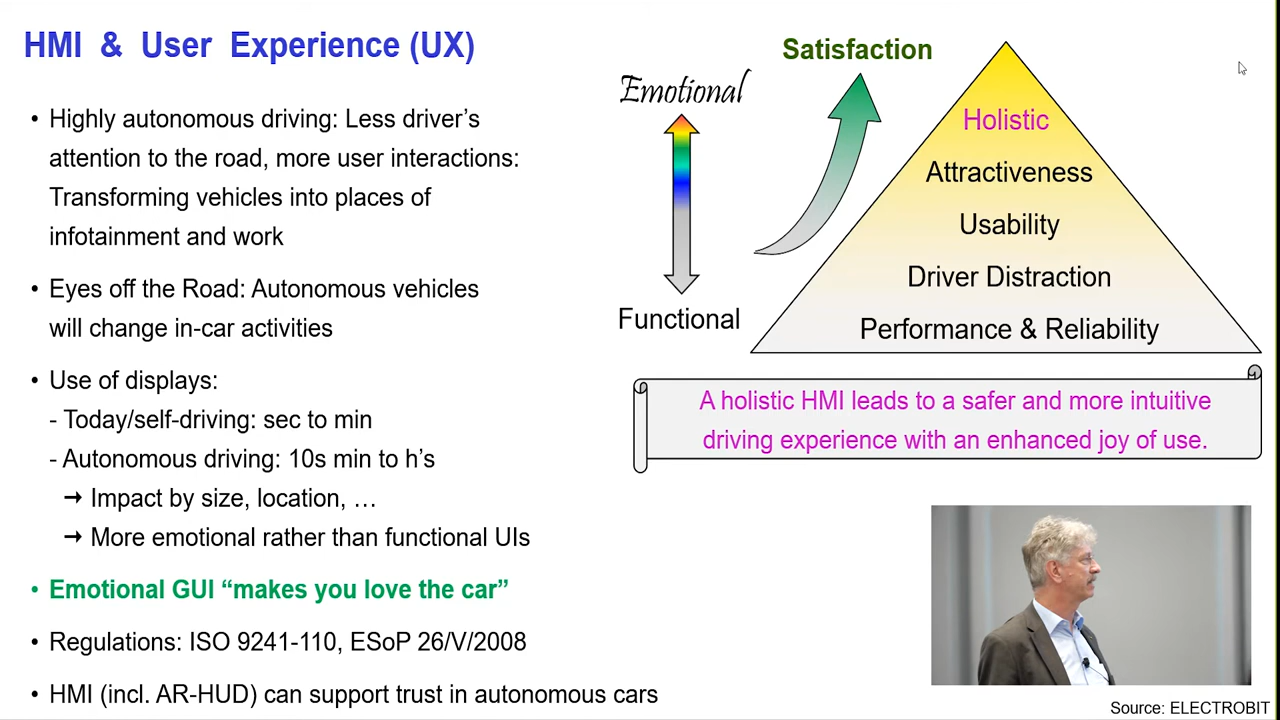 HMI & User Experience (UX)
• Highly autonomous driving: Less driver’s
attention to the road, more user interactions:
Transforming vehicles into places of
infotainment and work
• Eyes off the Road: Autonomous vehicles
will change in-car activities
• Use of displays:
- Today/self-driving: sec to min
- Autonomous driving: 10s min to h’s
→ Impact by size, location, …
→ More emotional rather than functional UIs
• Emotional GUI “makes you love the car”
• Regulations: ISO 9241-110, ESoP 26/V/2008
• HMI (incl. AR-HUD) can support trust in autonomous cars
Satisfaction
Emotional
Functional
Holistic
Attractiveness
Usability
Driver Distraction
Performance & Reliability
A holistic HMI leads to a safer and more intuitive
driving experience with an enhanced joy of use.
Source: ELECTROBIT